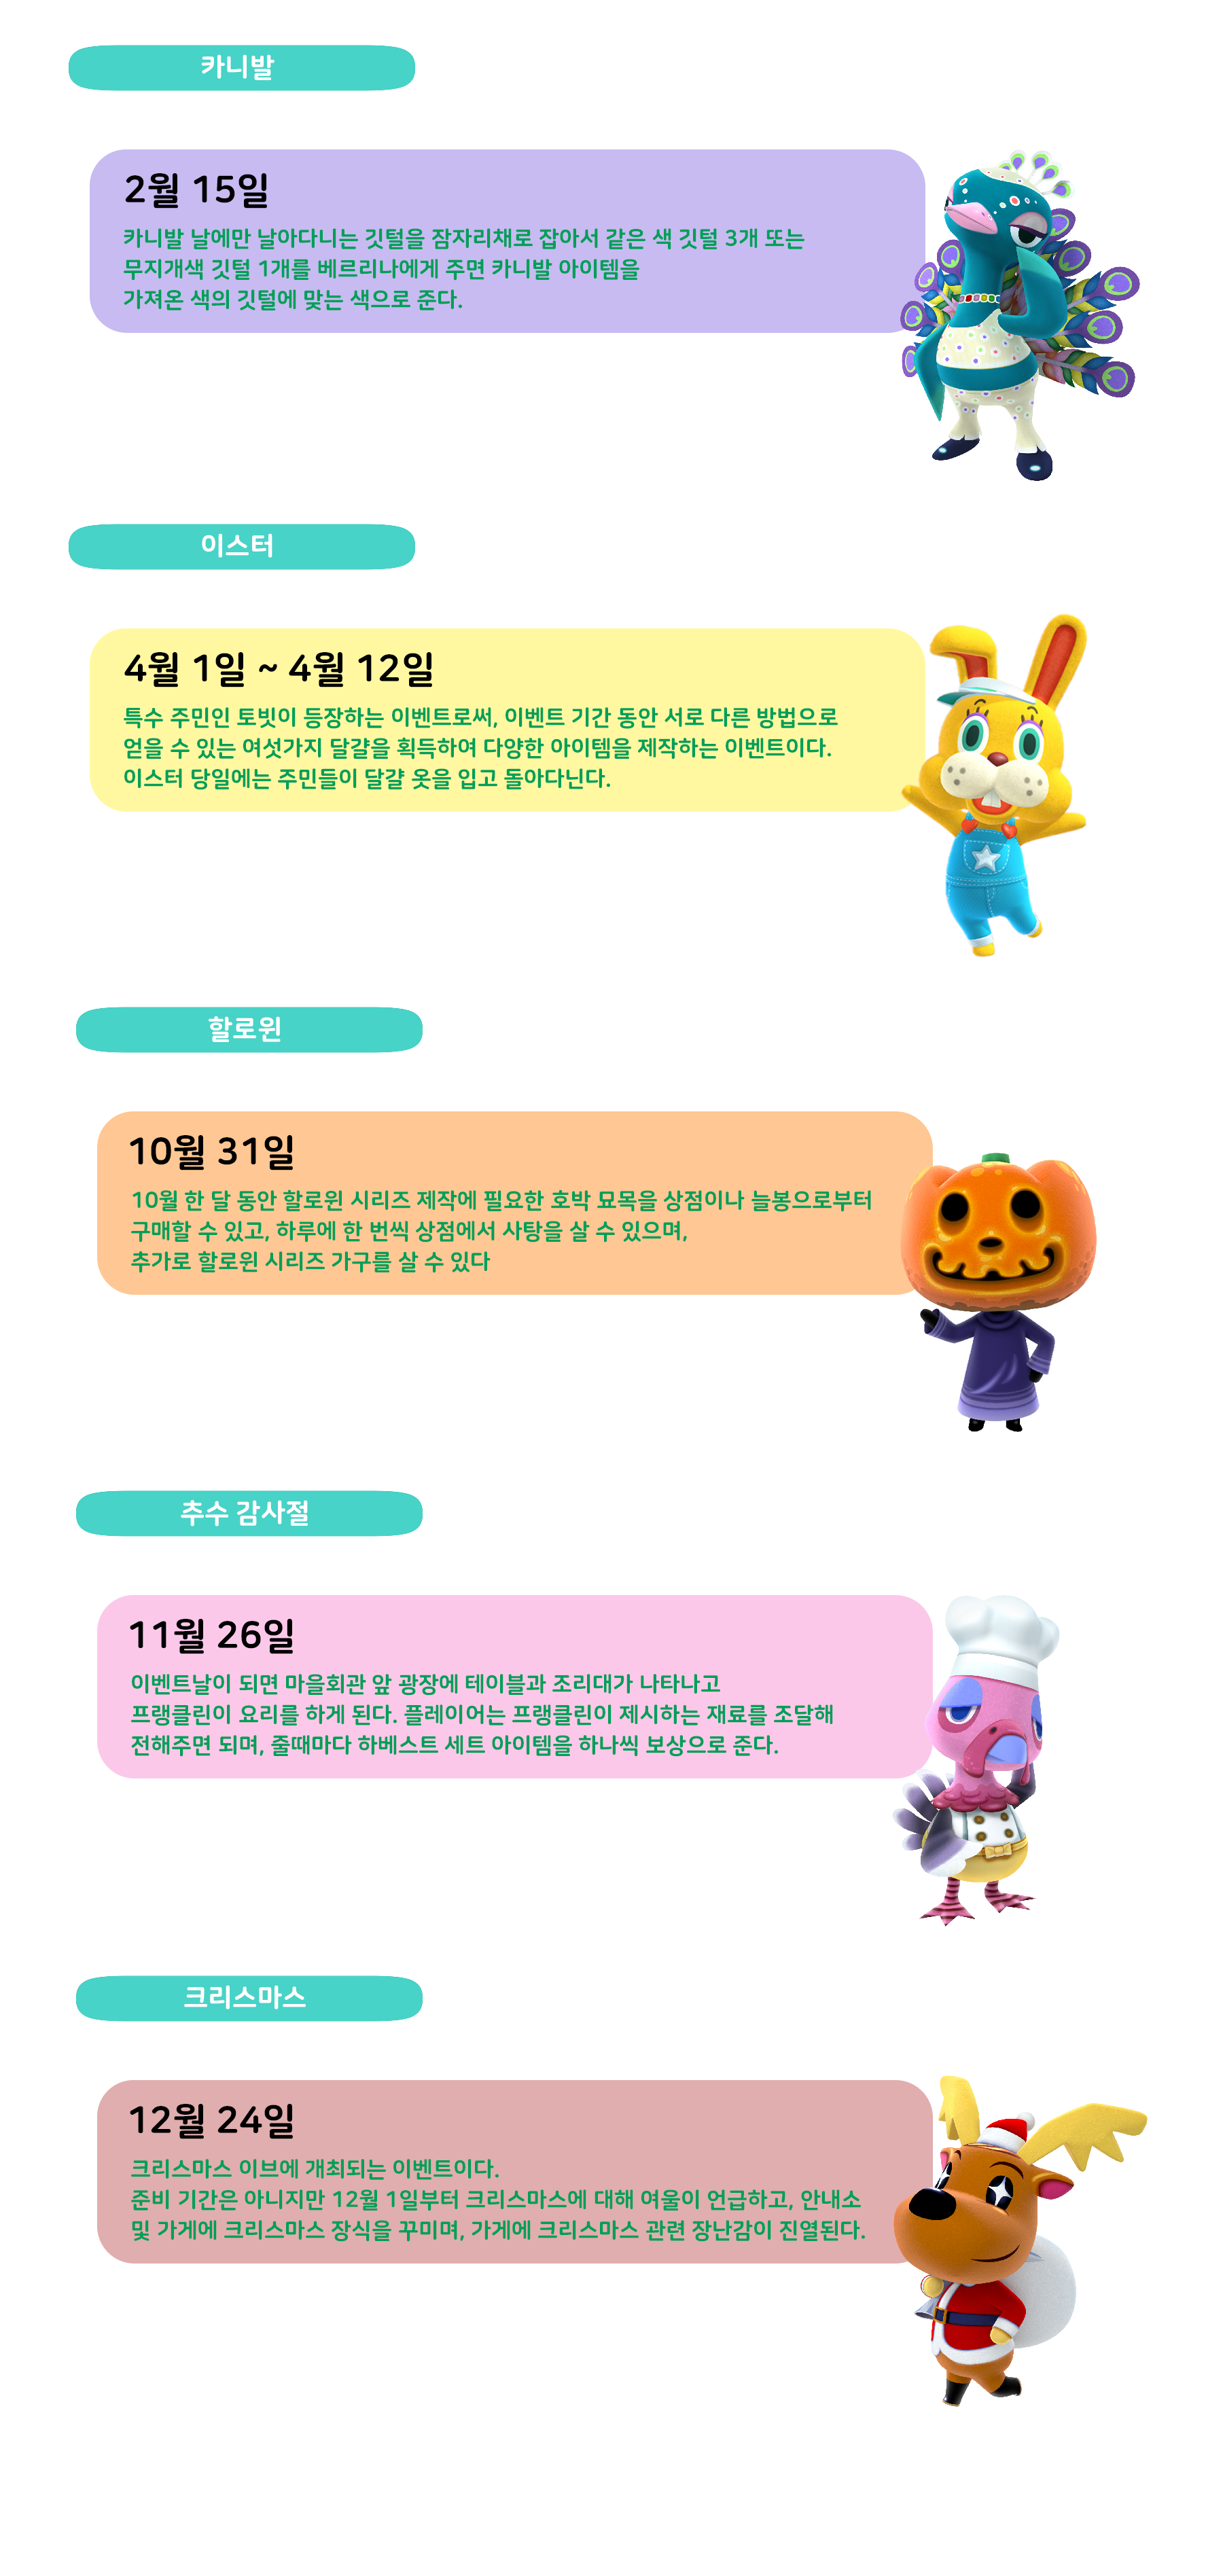 카니발
2월 15일
카니발 날에만 날아다니는 깃털을 잠자리채로 잡아서 같은 색 깃털 3개 또는
무지개색 깃털 1개를 베르리나에게 주면 카니발 아이템을
가져온 색의 깃털에 맞는 색으로 준다.
이스터
4월 1일 ~ 4월 12일
특수 주민인 토빗이 등장하는 이벤트로써, 이벤트 기간 동안 서로 다른 방법으로
얻을 수 있는 여섯가지 달걀을 획득하여 다양한 아이템을 제작하는 이벤트이다.
이스터 당일에는 주민들이 달걀 옷을 입고 돌아다닌다.
할로윈
10월 31일
10월 한 달 동안 할로윈 시리즈 제작에 필요한 호박 묘목을 상점이나 늘봉으로부터
구매할 수 있고, 하루에 한 번씩 상점에서 사탕을 살 수 있으며,
추가로 할로윈 시리즈 가구를 살 수 있다
추수 감사절
11월 26일
이벤트날이 되면 마을회관 앞 광장에 테이블과 조리대가 나타나고
프랭클린이 요리를 하게 된다. 플레이어는 프랭클린이 제시하는 재료를 조달해
전해주면 되며, 줄때마다 하베스트 세트 아이템을 하나씩 보상으로 준다.
크리스마스
12월 24일
크리스마스 이브에 개최되는 이벤트이다.
준비 기간은 아니지만 12월 1일부터 크리스마스에 대해 여울이 언급하고, 안내소
및 가게에 크리스마스 장식을 꾸미며, 가게에 크리스마스 관련 장난감이 진열된다.